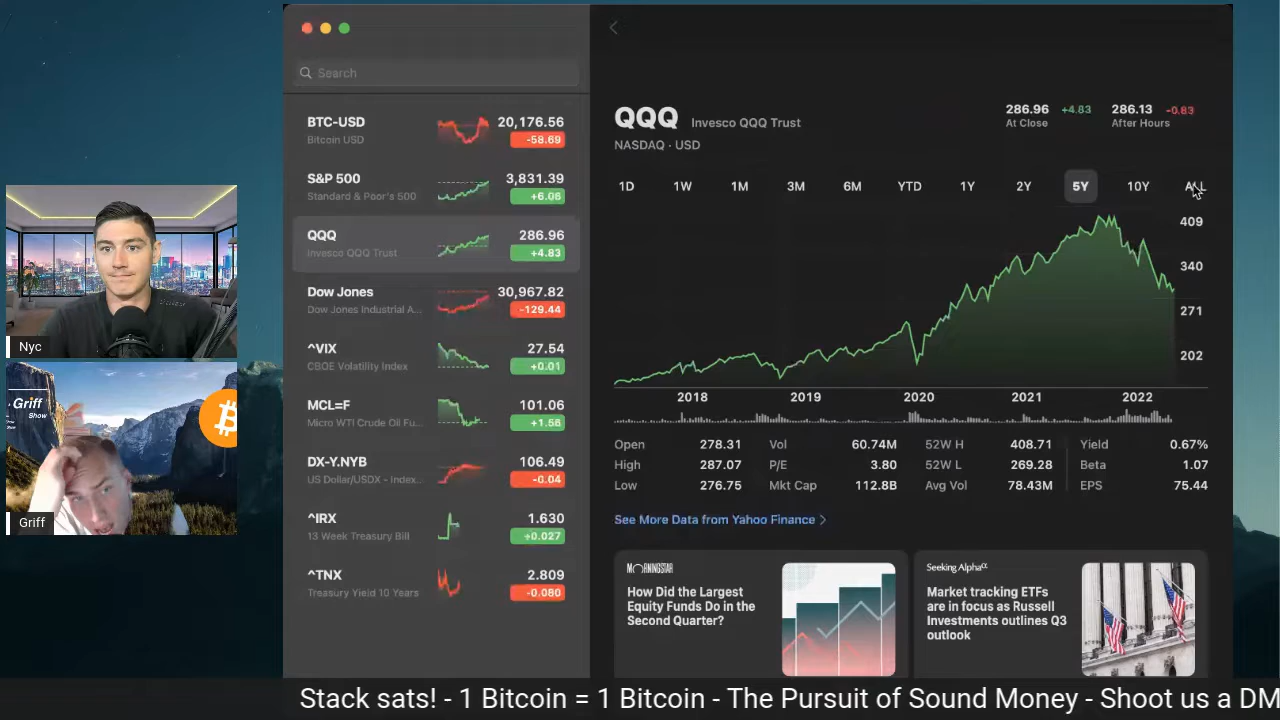 Search
BTC-USD
20,176.56
Bitcoin USD
-58.69
S&P 500
3,831.39
Standard & Poor's 500
+6.06
QQQ
286.96
Invesco QQQ Trust
+4.83
Dow Jones
30,967.82
Dow Jones Industrial A...
-129.44
^VIX
27.54
CBOE Volatility Index
+0.01
MCL=F
101.06
Micro WTI Crude Oil Fu...
+1.56
DX-Y.NYB
106.49
US Dollar/USDX - Index...
-0.04
^IRX
1.630
13 Week Treasury Bill
+0.027
^TNX
2.809
Treasury Yield 10 Years
-0.080
QQQ Invesco QQQ Trust
NASDAQ · USD
286.96 +4.83
At Close
286.13 -0.83
After Hours
1D 1W 1M 3M 6M YTD 1Y 2Y 5Y 10Y ALL
409
340
271
202
2018 2019 2020 2021 2022
Open 278.31 Vol 60.74M 52W H 408.71 Yield 0.67%
High 287.07 P/E 3.80 52W L 269.28 Beta 1.07
Low 276.75 Mkt Cap 112.8B Avg Vol 78.43M EPS 75.44
See More Data from Yahoo Finance
MORNINGSTAR
How Did the Largest
Equity Funds Do in the
Second Quarter?
Seeking Alpha
Market tracking ETFs
are in focus as Russell
Investments outlines Q3
outlook
Nyc
Griff
Show
Griff
Stack sats! - 1 Bitcoin = 1 Bitcoin - The Pursuit of Sound Money - Shoot us a DM